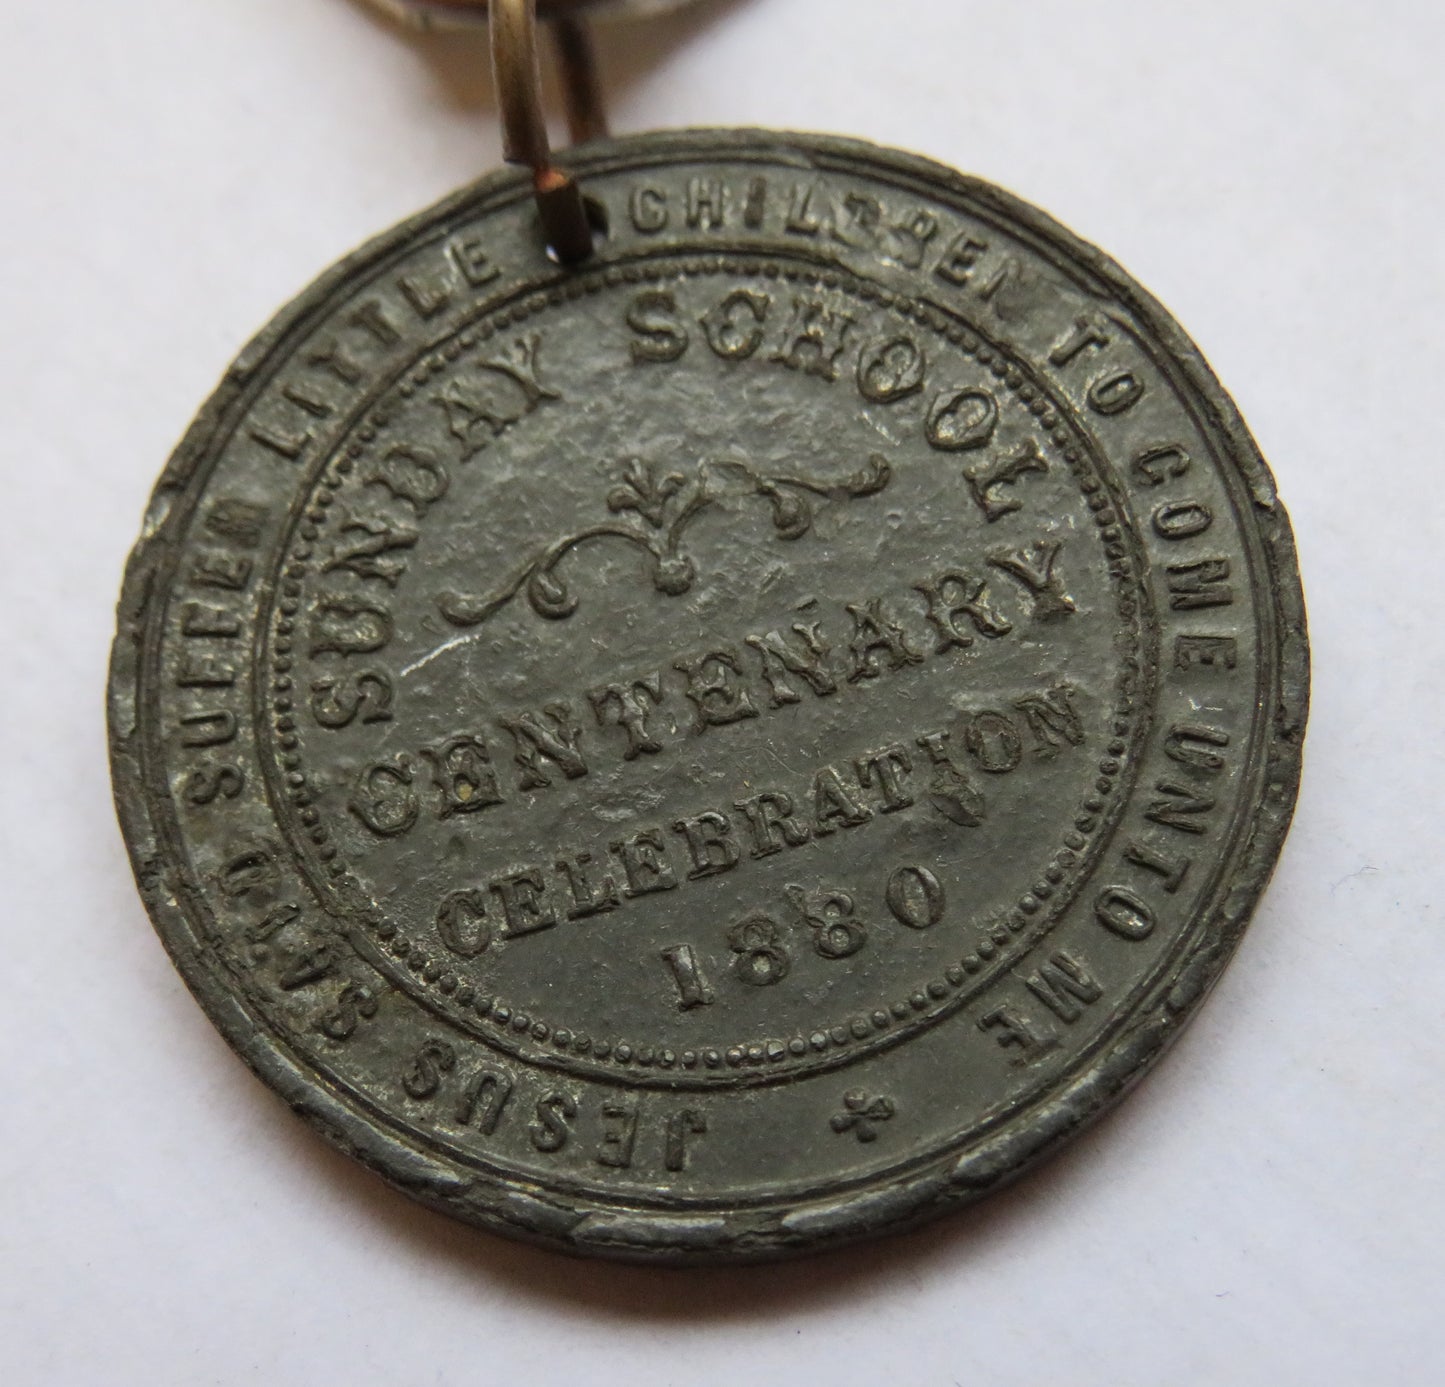 JESUS SAID SUFFER LITTLE CHILDREN TO COME UNTO ME
SUNDAY SCHOOL
CENTENARY
CELEBRATION
1880